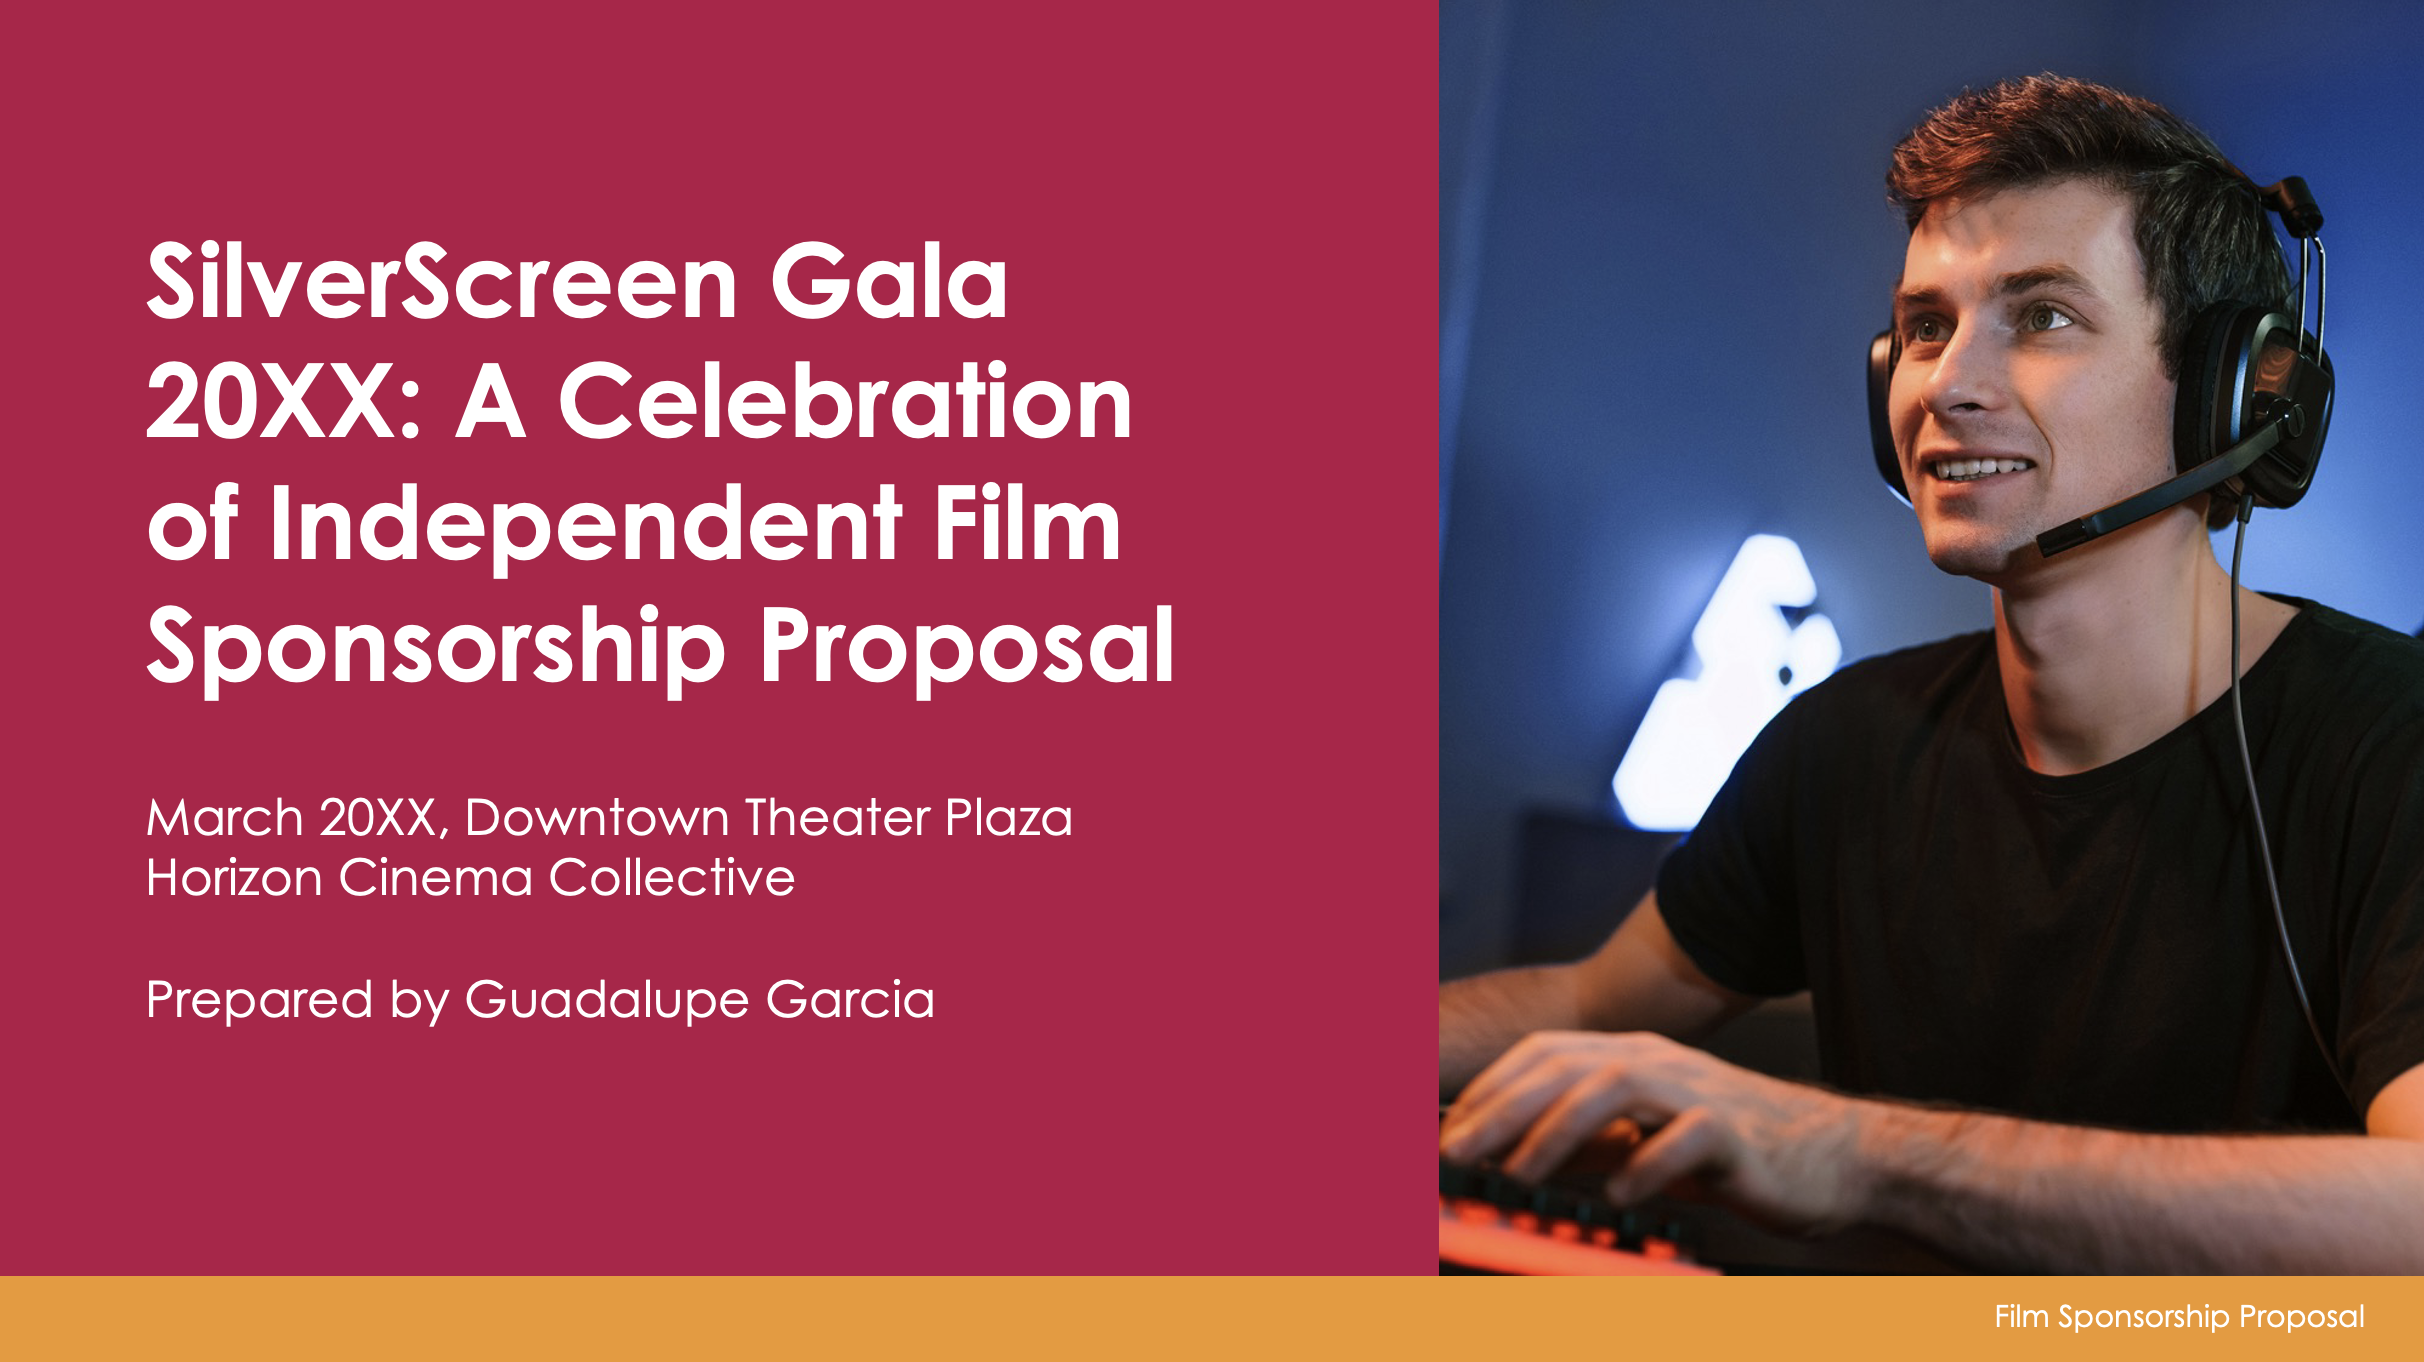 SilverScreen Gala
20XX: A Celebration
of Independent Film
Sponsorship Proposal
March 20XX, Downtown Theater Plaza
Horizon Cinema Collective
Prepared by Guadalupe Garcia
Film Sponsorship Proposal